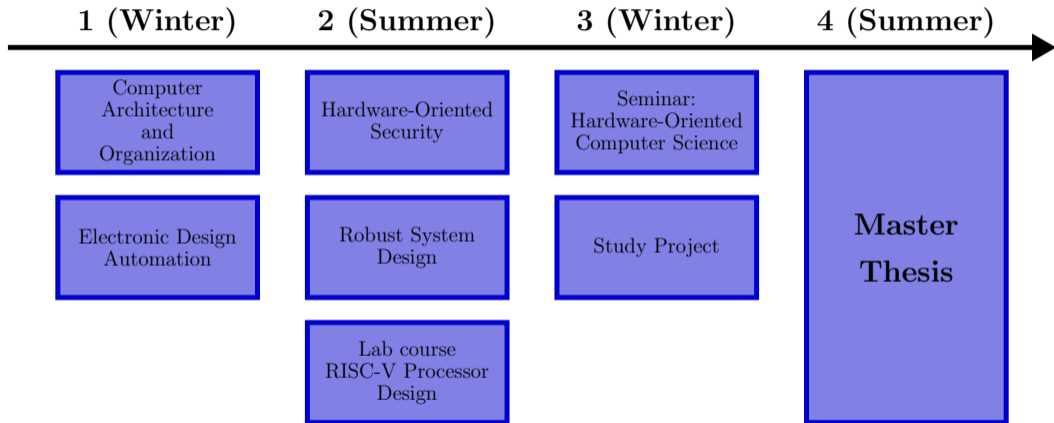 1 (Winter)
2 (Summer)
3 (Winter)
4 (Summer)
Computer
Architecture
and
Organization
Hardware-Oriented
Security
Seminar:
Hardware-Oriented
Computer Science
Master
Thesis
Electronic Design
Automation
Robust System
Design
Study Project
Lab course
RISC-V Processor
Design